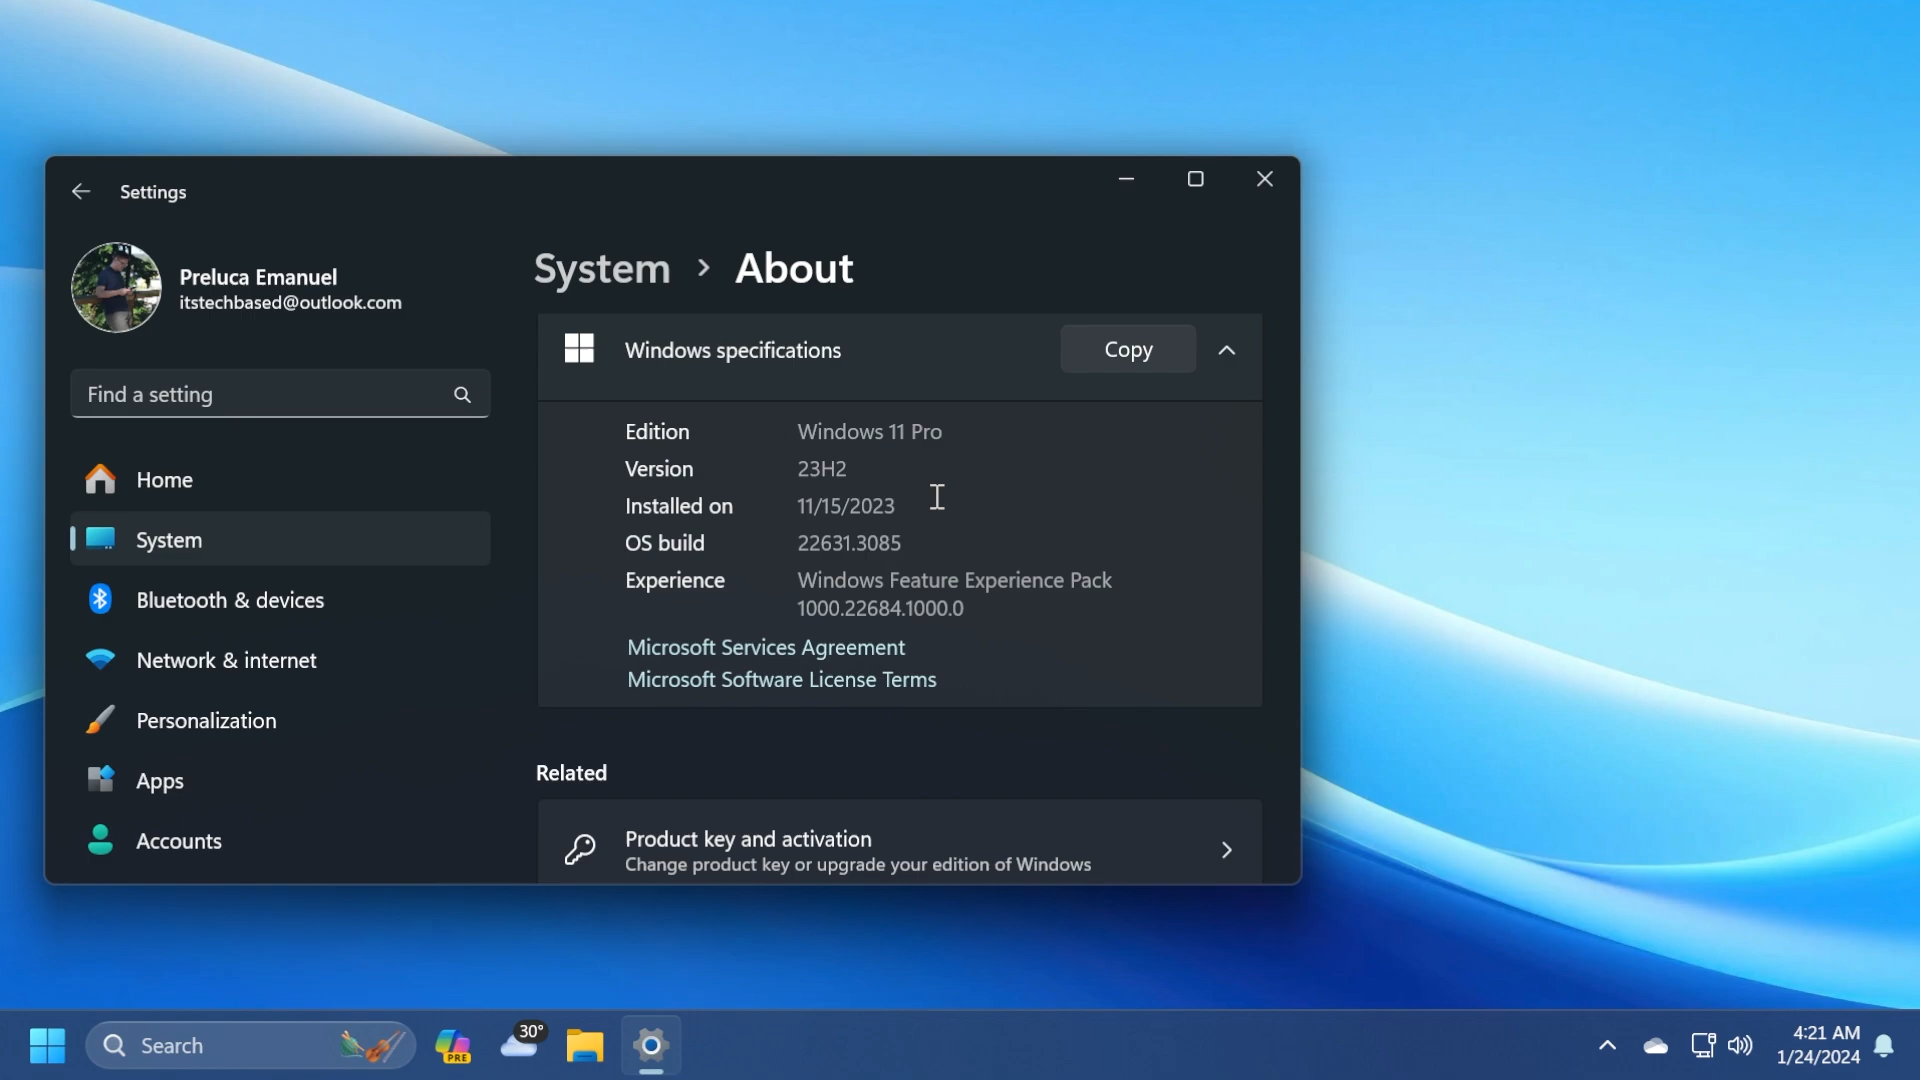 Settings
Preluca Emanuel
itstechbased@outlook.com
Find a setting
Home
System
Bluetooth & devices
Network & internet
Personalization
Apps
Accounts
System > About
Windows specifications
Copy
Edition Windows 11 Pro
Version 23H2
Installed on 11/15/2023
OS build 22631.3085
Experience Windows Feature Experience Pack
1000.22684.1000.0
Microsoft Services Agreement
Microsoft Software License Terms
Related
Product key and activation
Change product key or upgrade your edition of Windows
Search
PRE
30°
4:21 AM
1/24/2024